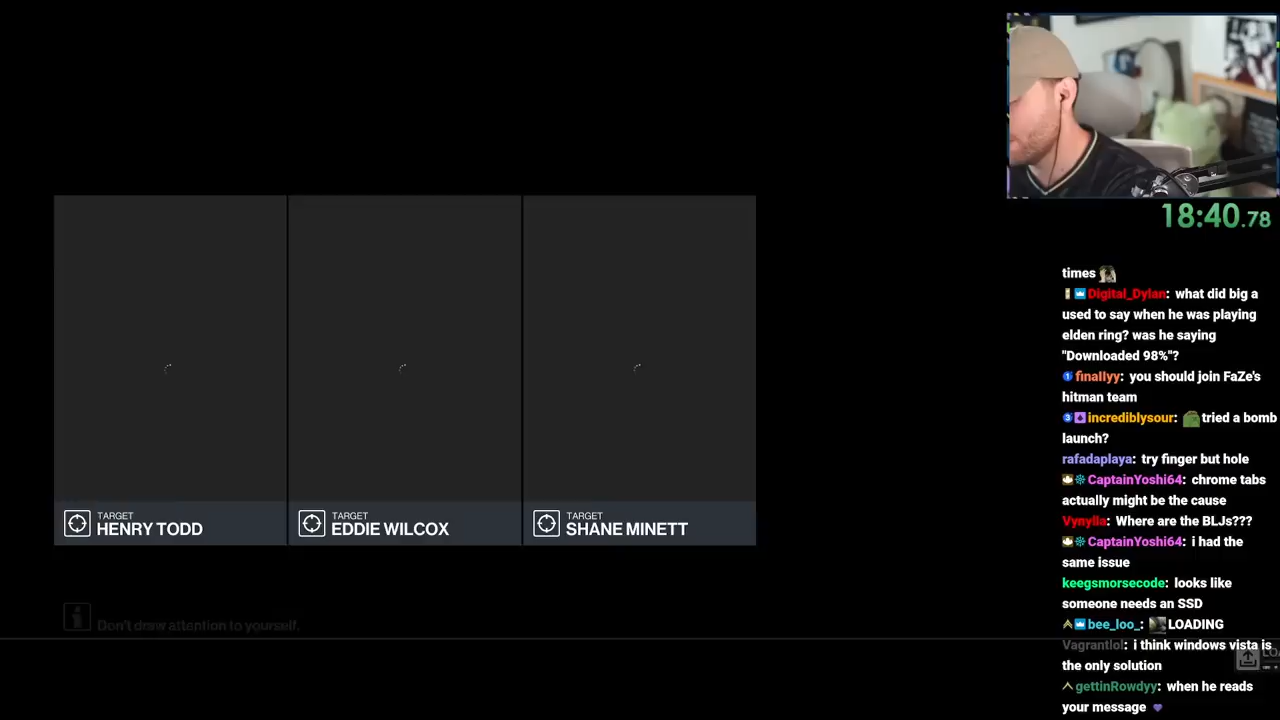 18:40.78
times
Digital_Dylan: what did big a
used to say when he was playing
elden ring? was he saying
"Downloaded 98%"?
finallyy: you should join FaZe's
hitman team
incrediblysour: tried a bomb
launch?
rafadaplaya: try finger but hole
CaptainYoshi64: chrome tabs
actually might be the cause
Vynylla: Where are the BLJs???
CaptainYoshi64: i had the
same issue
keegsmorsecode: looks like
someone needs an SSD
bee_loo_: LOADING
Vagrantlol: i think windows vista is
the only solution
gettinRowdyy: when he reads
your message
TARGET
HENRY TODD
TARGET
EDDIE WILCOX
TARGET
SHANE MINETT
Don't draw attention to yourself.